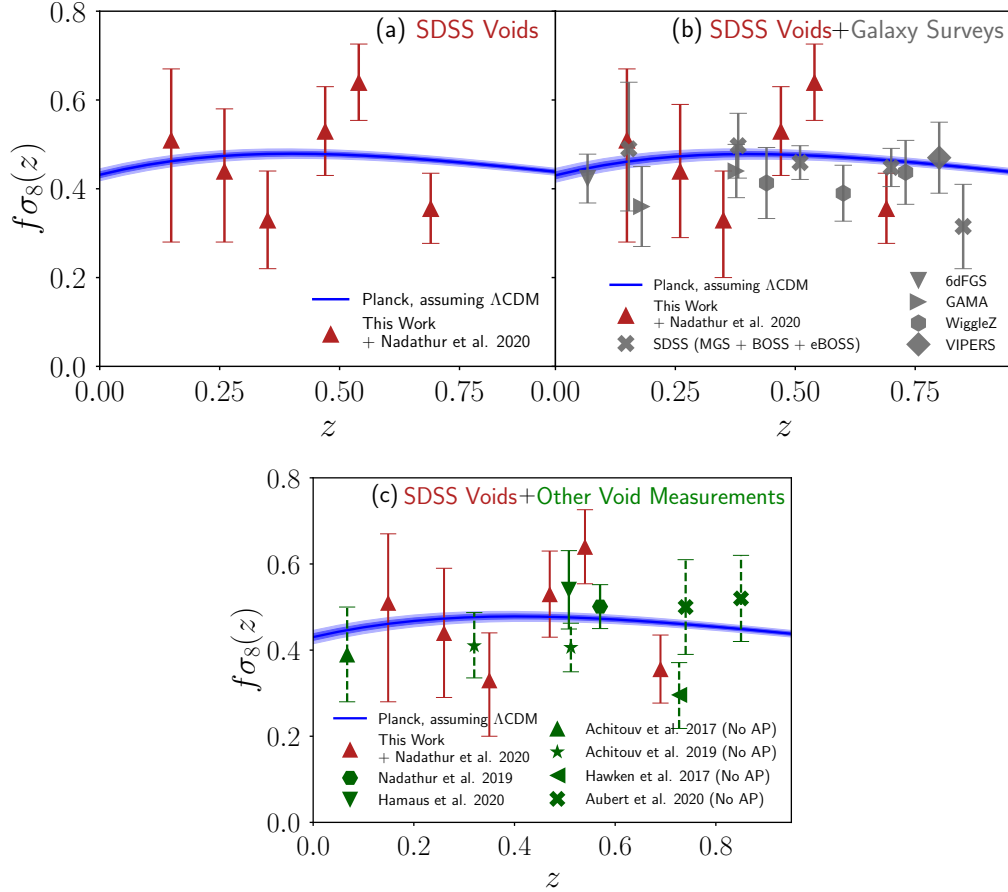 (a) SDSS Voids
0.8
0.6
0.4
0.2
0.0
fσ₈(z)
Planck, assuming ΛCDM
This Work
+ Nadathur et al. 2020
0.00 0.25 0.50 0.75
z
(b) SDSS Voids+Galaxy Surveys
Planck, assuming ΛCDM
This Work
+ Nadathur et al. 2020
SDSS (MGS + BOSS + eBOSS)
6dFGS
GAMA
WiggleZ
VIPERS
0.00 0.25 0.50 0.75
z
(c) SDSS Voids+Other Void Measurements
0.8
0.6
0.4
0.2
0.0
fσ₈(z)
Planck, assuming ΛCDM
This Work
+ Nadathur et al. 2020
Nadathur et al. 2019
Hamaus et al. 2020
Achitouv et al. 2017 (No AP)
Achitouv et al. 2019 (No AP)
Hawken et al. 2017 (No AP)
Aubert et al. 2020 (No AP)
0.0 0.2 0.4 0.6 0.8
z